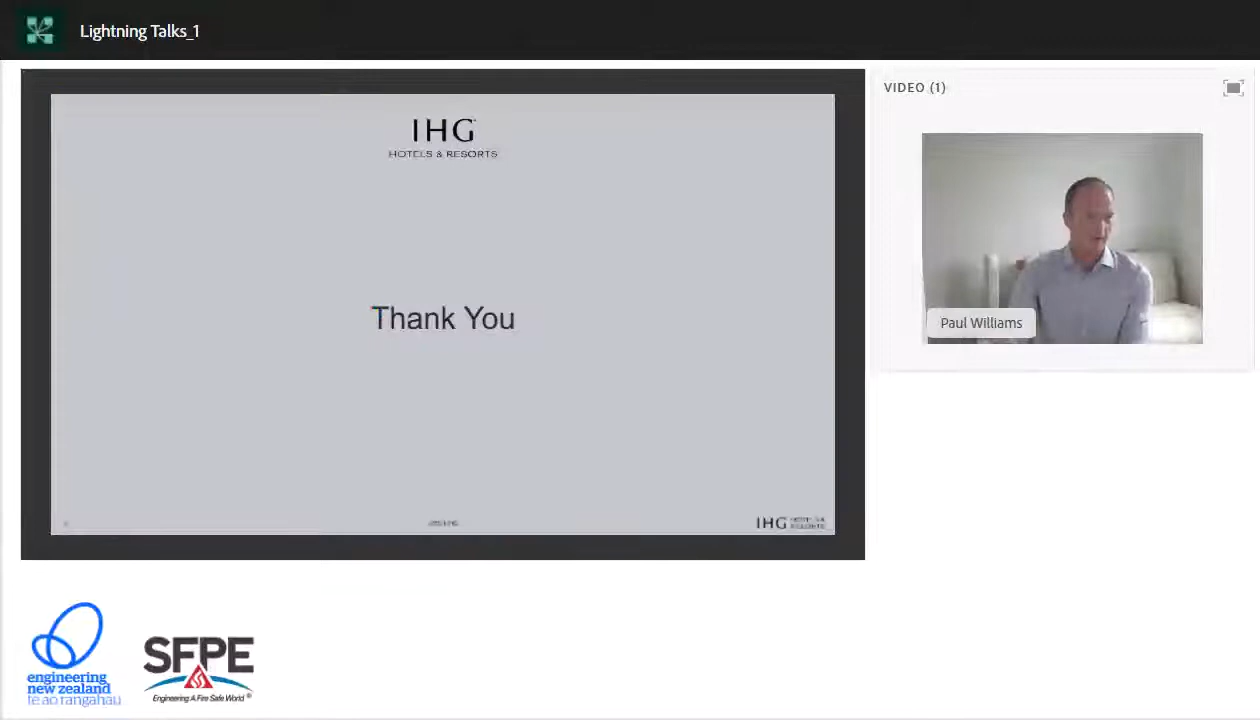 Lightning Talks_1
VIDEO (1)
IHG
HOTELS & RESORTS
Thank You
Paul Williams
IHG
engineering
new zealand
te ao rangahau
SFPE
Engineering A Fire Safe World ®